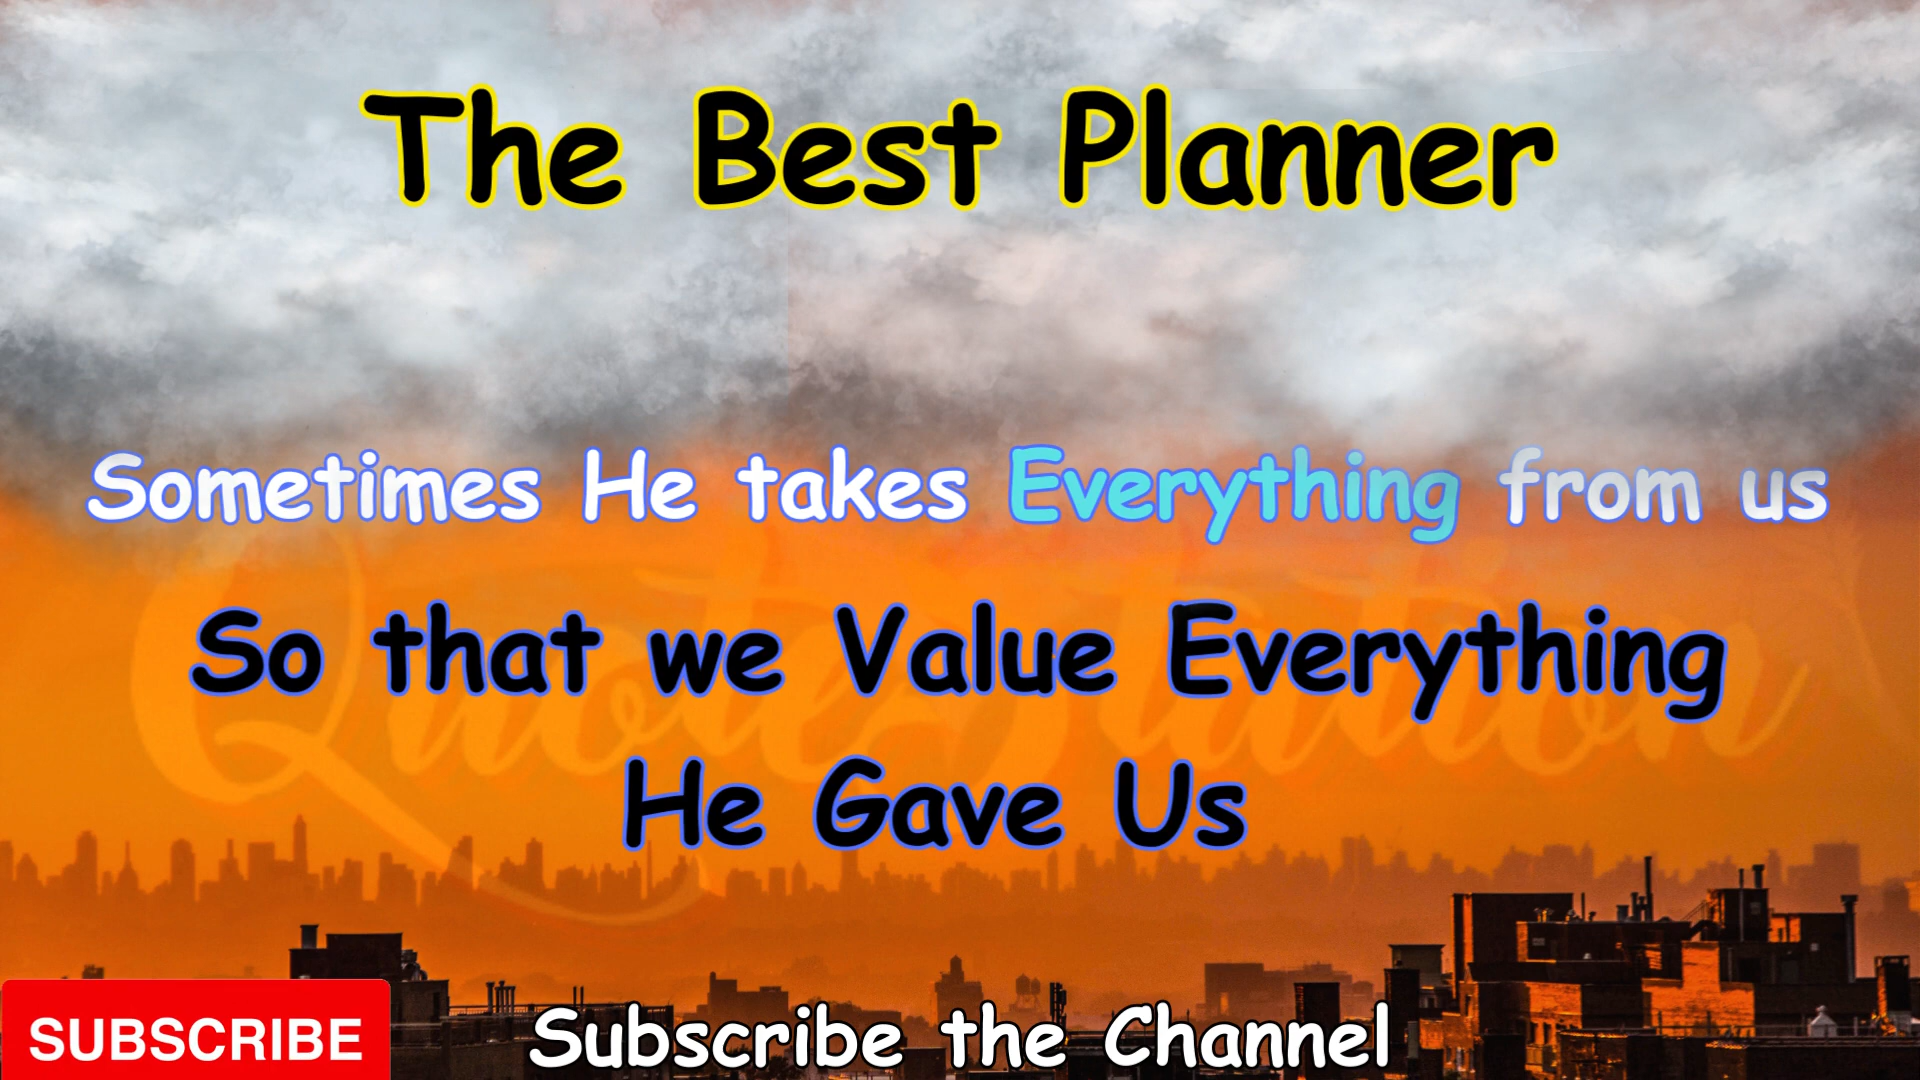 The Best Planner
Sometimes He takes Everything from us
So that we Value Everything
QuoteStation
He Gave Us
SUBSCRIBE
Subscribe the Channel